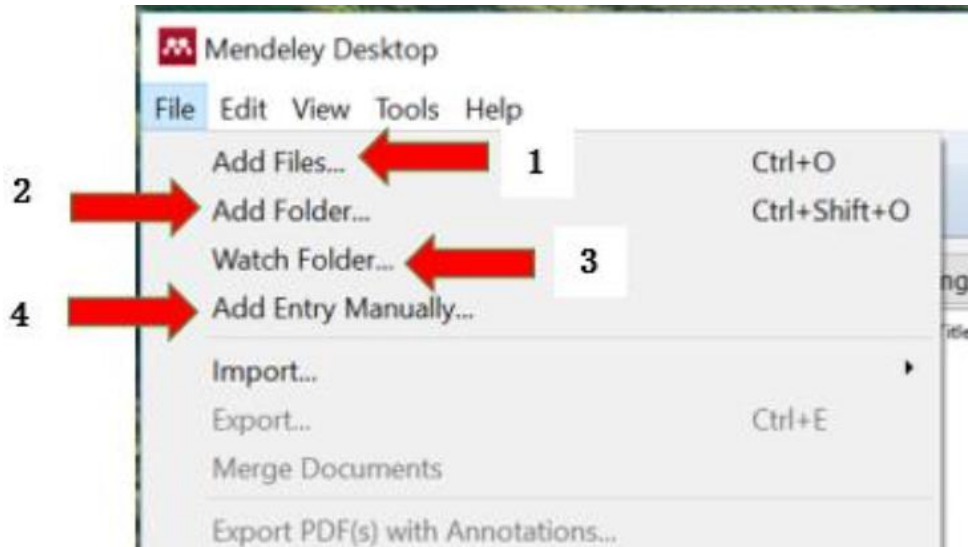 Mendeley Desktop
File Edit View Tools Help
Add Files... 1 Ctrl+O
2 Add Folder... Ctrl+Shift+O
Watch Folder... 3
4 Add Entry Manually...
Import...
Export... Ctrl+E
Merge Documents
Export PDF(s) with Annotations...